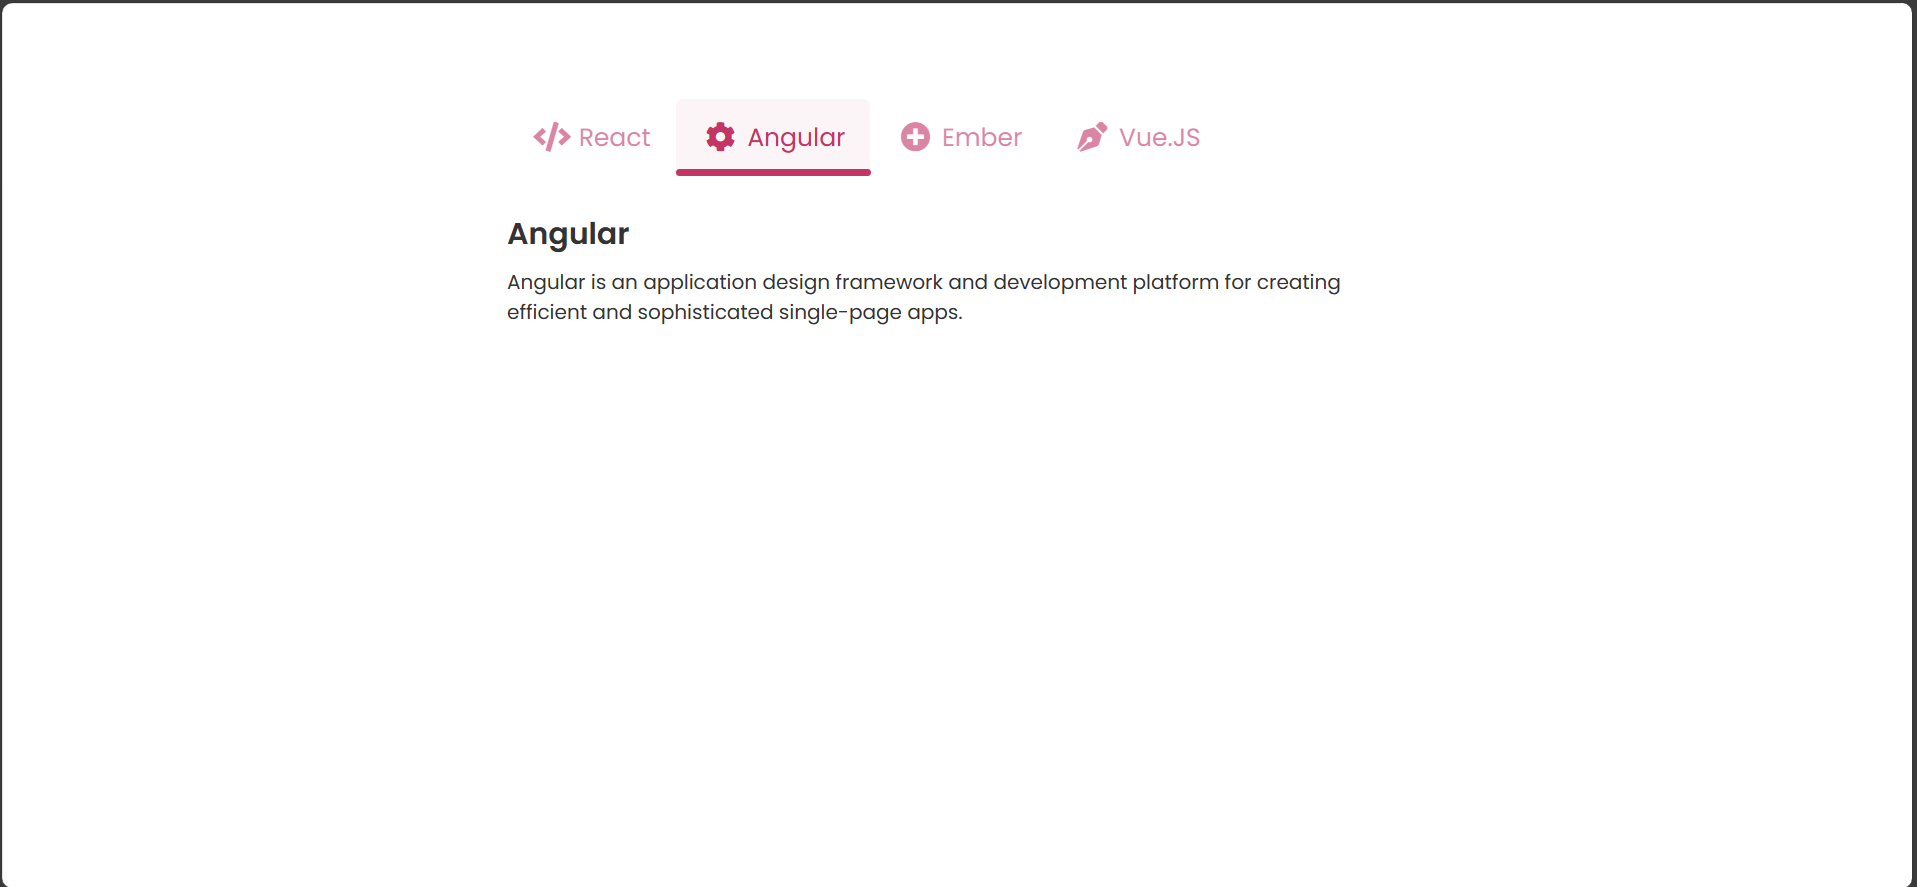 React Angular Ember Vue.JS
Angular
Angular is an application design framework and development platform for creating
efficient and sophisticated single-page apps.